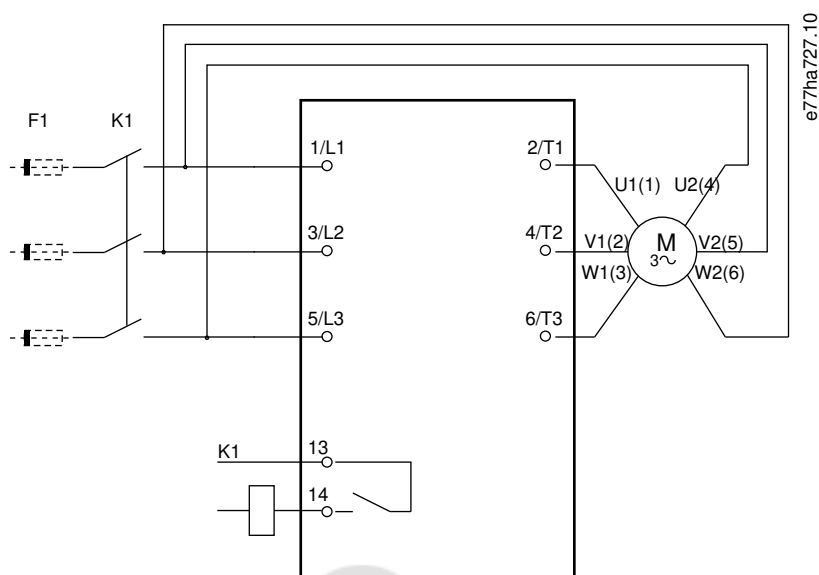 e77ha727.10
F1
K1
1/L1
2/T1
U1(1)
U2(4)
3/L2
4/T2
V1(2)
M
3~
V2(5)
W1(3)
W2(6)
5/L3
6/T3
K1
13
14